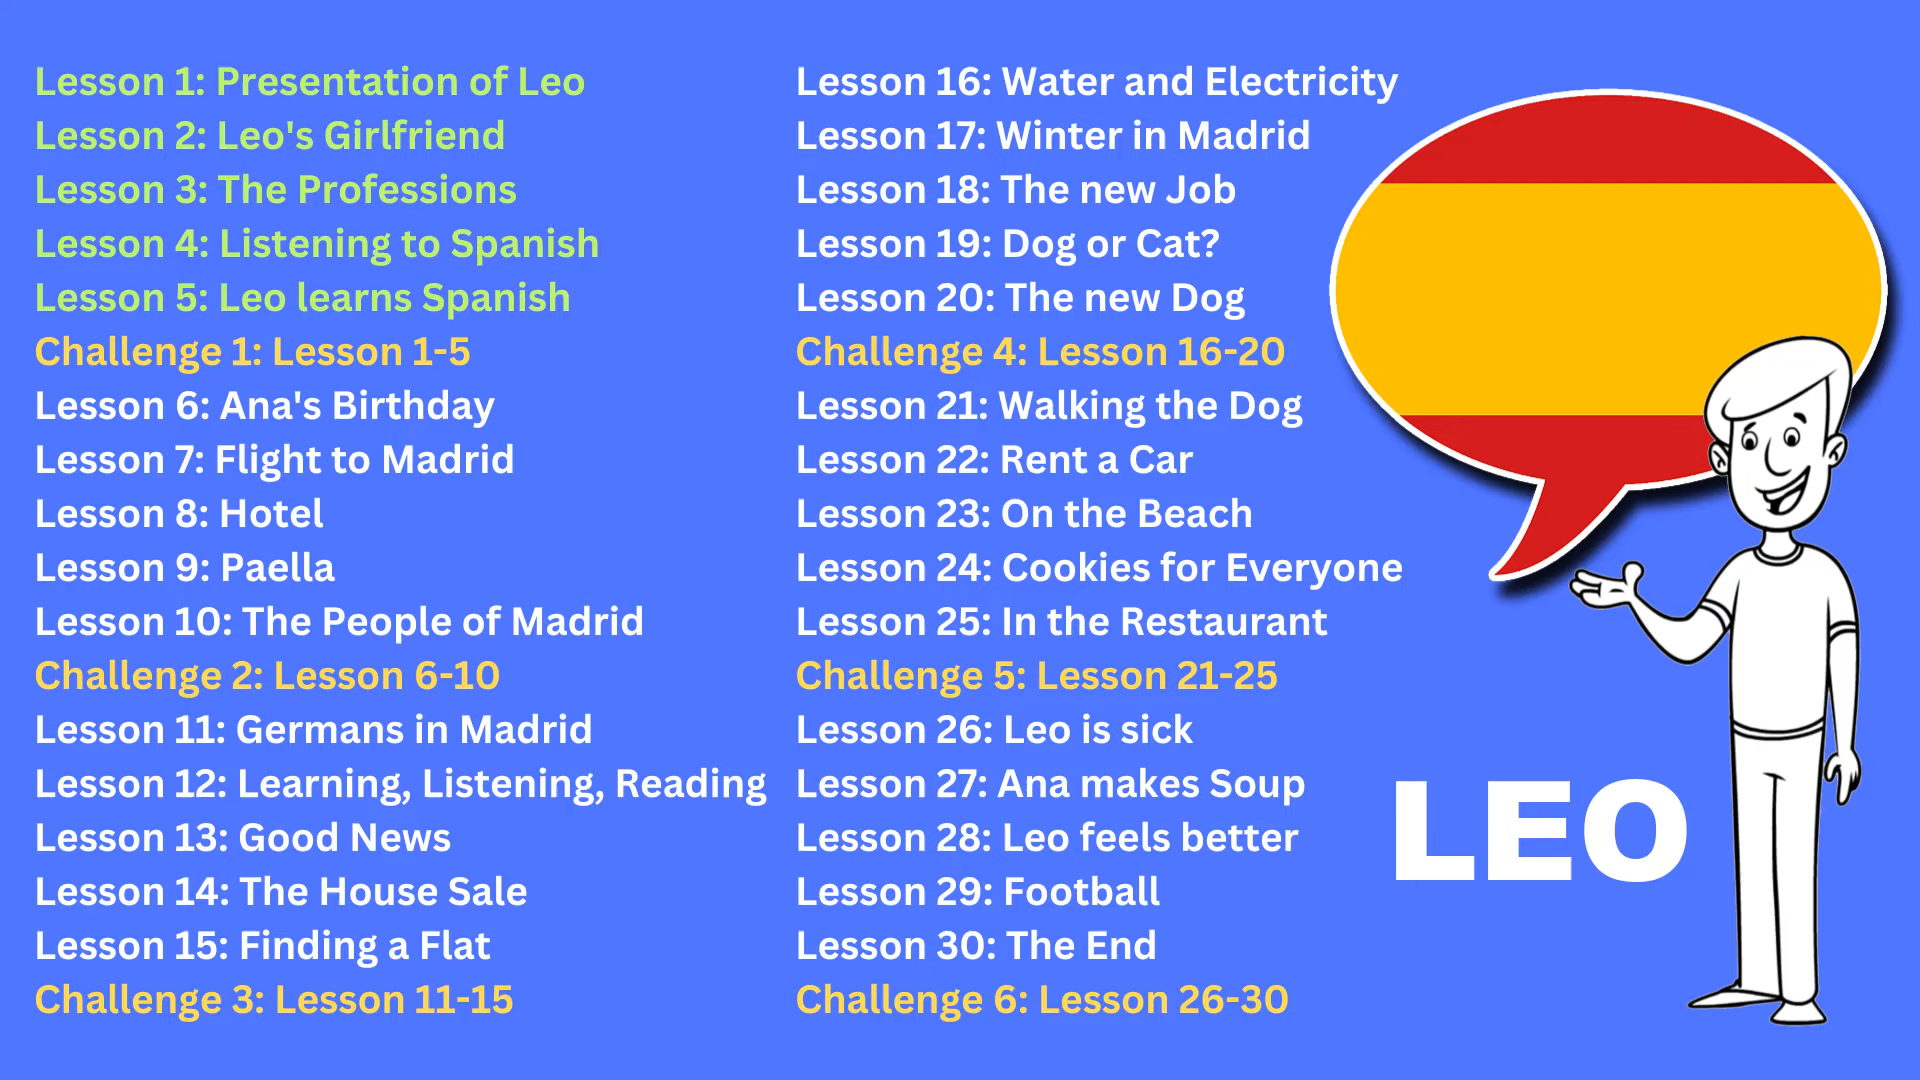 Lesson 1: Presentation of Leo
Lesson 2: Leo's Girlfriend
Lesson 3: The Professions
Lesson 4: Listening to Spanish
Lesson 5: Leo learns Spanish
Challenge 1: Lesson 1-5
Lesson 6: Ana's Birthday
Lesson 7: Flight to Madrid
Lesson 8: Hotel
Lesson 9: Paella
Lesson 10: The People of Madrid
Challenge 2: Lesson 6-10
Lesson 11: Germans in Madrid
Lesson 12: Learning, Listening, Reading
Lesson 13: Good News
Lesson 14: The House Sale
Lesson 15: Finding a Flat
Challenge 3: Lesson 11-15
Lesson 16: Water and Electricity
Lesson 17: Winter in Madrid
Lesson 18: The new Job
Lesson 19: Dog or Cat?
Lesson 20: The new Dog
Challenge 4: Lesson 16-20
Lesson 21: Walking the Dog
Lesson 22: Rent a Car
Lesson 23: On the Beach
Lesson 24: Cookies for Everyone
Lesson 25: In the Restaurant
Challenge 5: Lesson 21-25
Lesson 26: Leo is sick
Lesson 27: Ana makes Soup
Lesson 28: Leo feels better
Lesson 29: Football
Lesson 30: The End
Challenge 6: Lesson 26-30
LEO